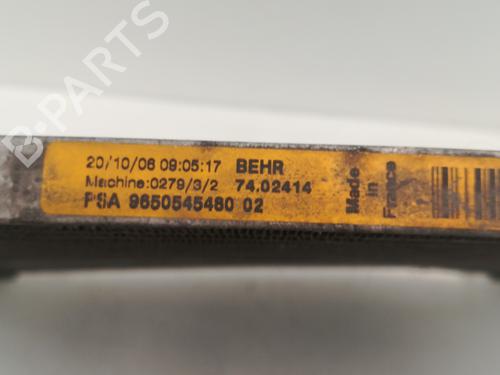 20/10/06 09:05:17 BEHR
Machine:0279/3/2 74.02414
PSA 9650545480 02
Made
in
France
B-PARTS